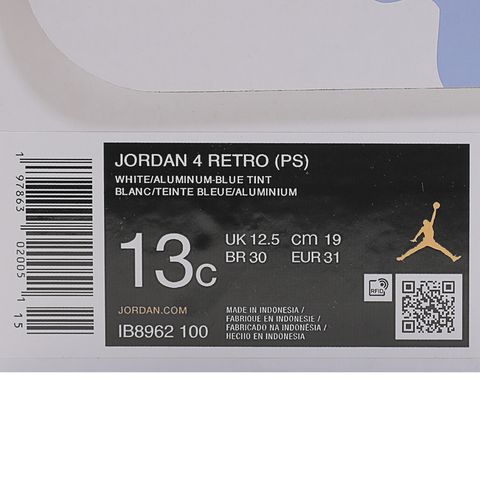 JORDAN 4 RETRO (PS)
WHITE/ALUMINUM-BLUE TINT
BLANC/TEINTE BLEUE/ALUMINIUM
13C
UK 12.5 cm 19
BR 30 EUR 31
RFID
JORDAN.COM
IB8962 100
MADE IN INDONESIA /
FABRIQUE EN INDONESIE /
FABRICADO NA INDONÉSIA /
HECHO EN INDONESIA
1 97863 02005 1 15